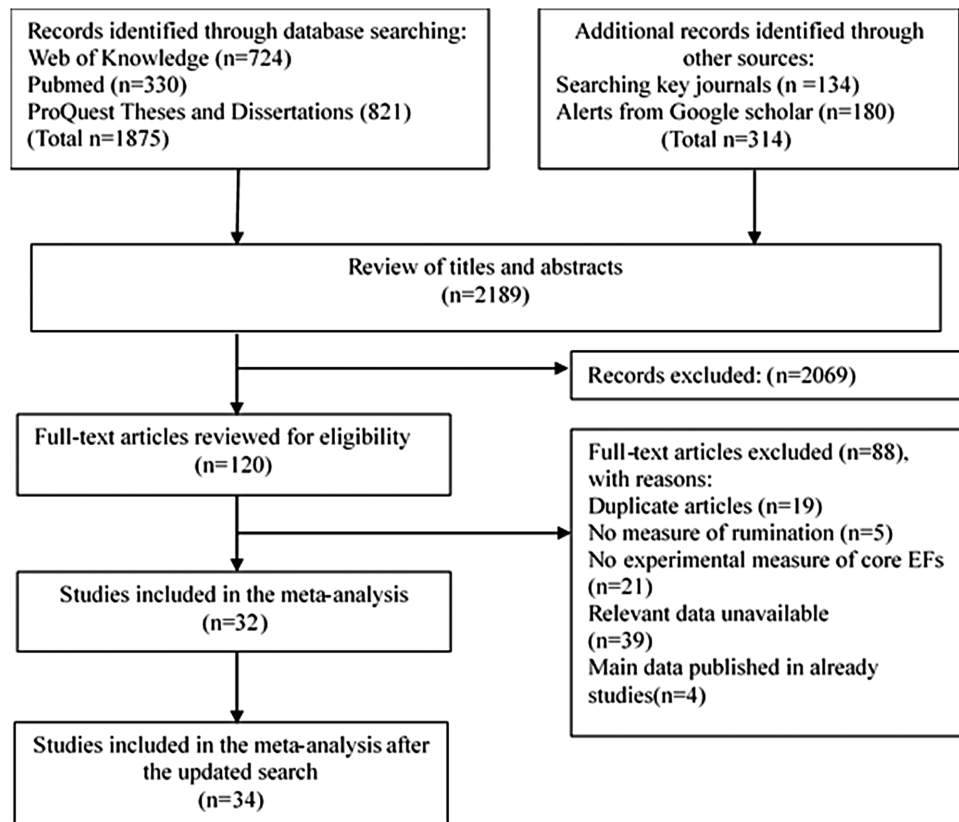 Records identified through database searching:
Web of Knowledge (n=724)
Pubmed (n=330)
ProQuest Theses and Dissertations (821)
(Total n=1875)
Additional records identified through
other sources:
Searching key journals (n =134)
Alerts from Google scholar (n=180)
(Total n=314)
Review of titles and abstracts
(n=2189)
Records excluded: (n=2069)
Full-text articles reviewed for eligibility
(n=120)
Full-text articles excluded (n=88),
with reasons:
Duplicate articles (n=19)
No measure of rumination (n=5)
No experimental measure of core EFs
(n=21)
Relevant data unavailable
(n=39)
Main data published in already
studies(n=4)
Studies included in the meta-analysis
(n=32)
Studies included in the meta-analysis after
the updated search
(n=34)